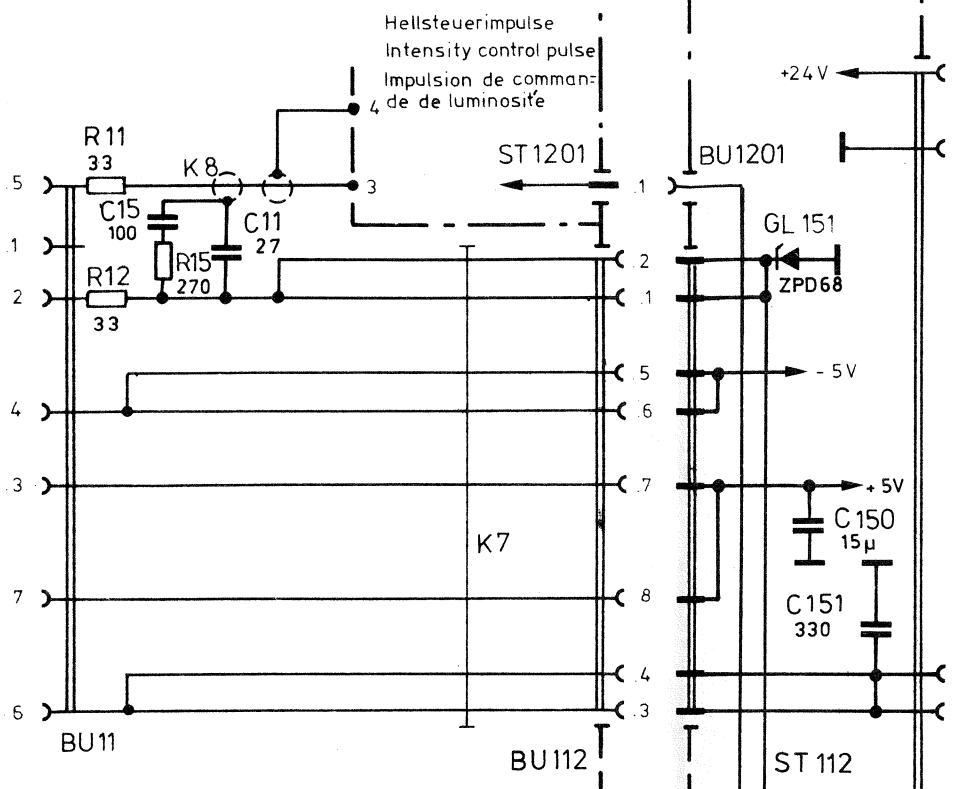 Hellsteuerimpulse
Intensity control pulse
Impulsion de comman=
de de luminosité
4
+24V
R11
33
K8
ST1201
BU1201
.5
3
.1
C15
100
C11
27
GL 151
.1
R15
270
.2
ZPD68
R12
33
2
.1
.5
- 5V
4
.6
.3
.7
+ 5V
C150
15µ
K7
7
8
C151
330
.4
.6
.3
BU11
BU112
ST 112